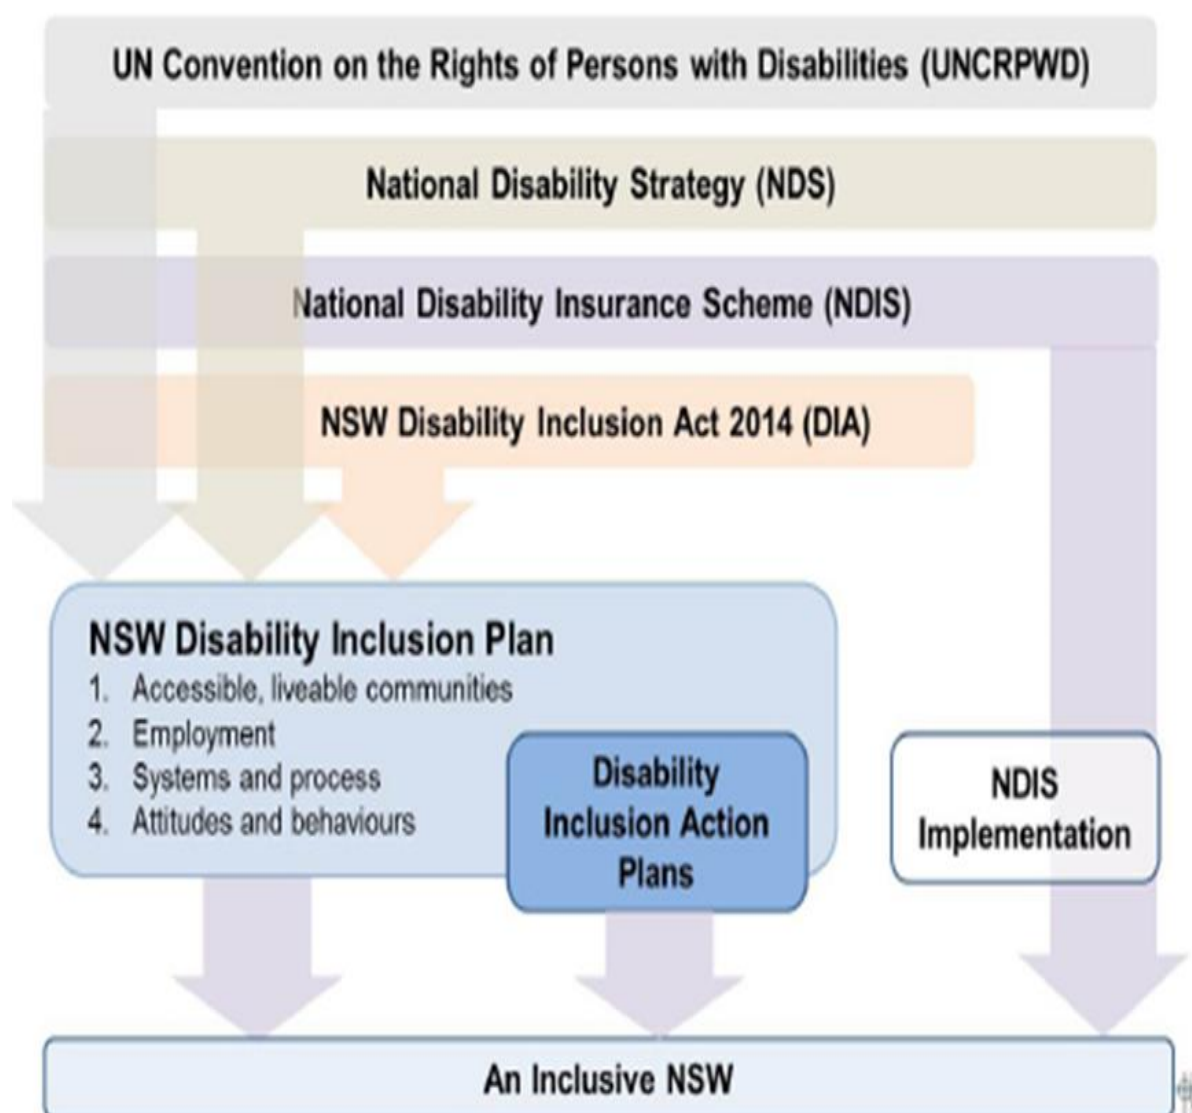 UN Convention on the Rights of Persons with Disabilities (UNCRPWD)
National Disability Strategy (NDS)
National Disability Insurance Scheme (NDIS)
NSW Disability Inclusion Act 2014 (DIA)
NSW Disability Inclusion Plan
1. Accessible, liveable communities
2. Employment
3. Systems and process
4. Attitudes and behaviours
Disability
Inclusion Action
Plans
NDIS
Implementation
An Inclusive NSW